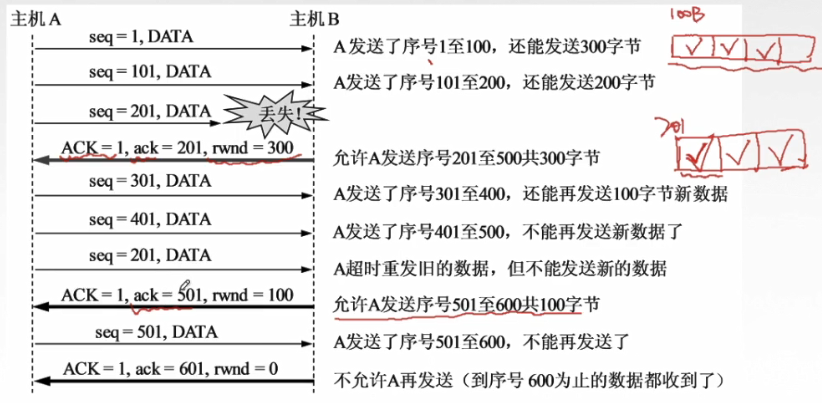 主机A 主机B
100B
seq = 1, DATA A 发送了序号1至100，还能发送300字节
seq = 101, DATA A发送了序号101至200，还能发送200字节
seq = 201, DATA 丢失!
201
ACK = 1, ack = 201, rwnd = 300 允许A发送序号201至500共300字节
seq = 301, DATA A发送了序号301至400，还能再发送100字节新数据
seq = 401, DATA A发送了序号401至500，不能再发送新数据了
seq = 201, DATA A超时重发旧的数据，但不能发送新的数据
ACK = 1, ack = 501, rwnd = 100 允许A发送序号501至600共100字节
seq = 501, DATA A发送了序号501至600，不能再发送了
ACK = 1, ack = 601, rwnd = 0 不允许A再发送（到序号 600为止的数据都收到了）